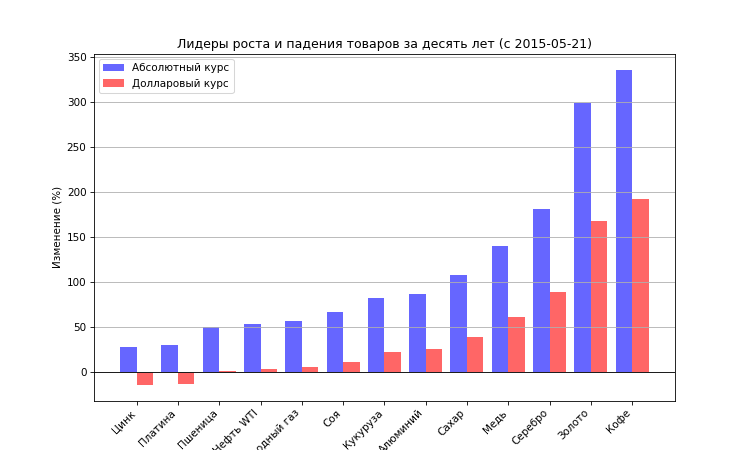 Лидеры роста и падения товаров за десять лет (с 2015-05-21)
Абсолютный курс
Долларовый курс
Изменение (%)
350
300
250
200
150
100
50
0
Цинк
Платина
Пшеница
Нефть WTI
одный газ
Соя
Кукуруза
Алюминий
Сахар
Медь
Серебро
Золото
Кофе